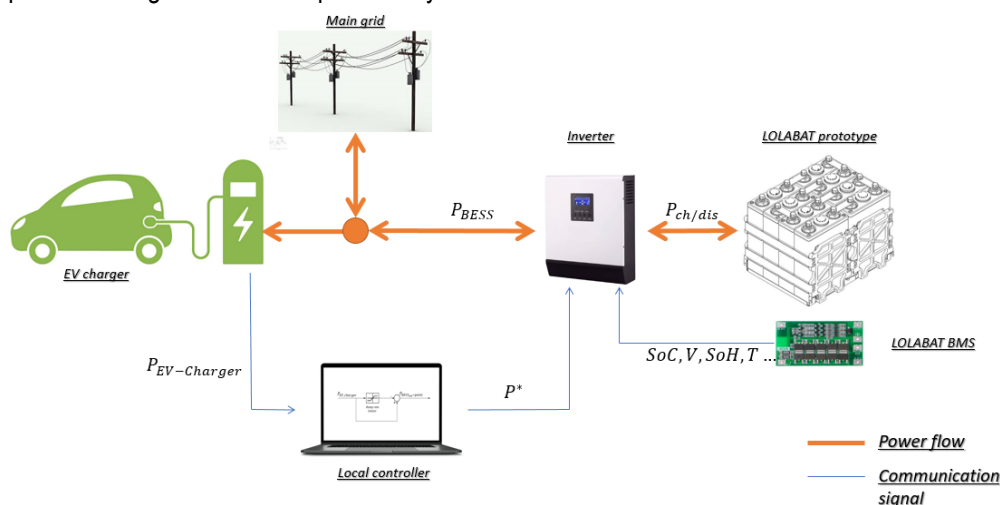 Main grid
Inverter
LOLABAT prototype
P_BESS
P_ch/dis
EV charger
LOLABAT BMS
SoC, V, SoH, T ...
P_EV−Charger
P*
Local controller
Power flow
Communication
signal